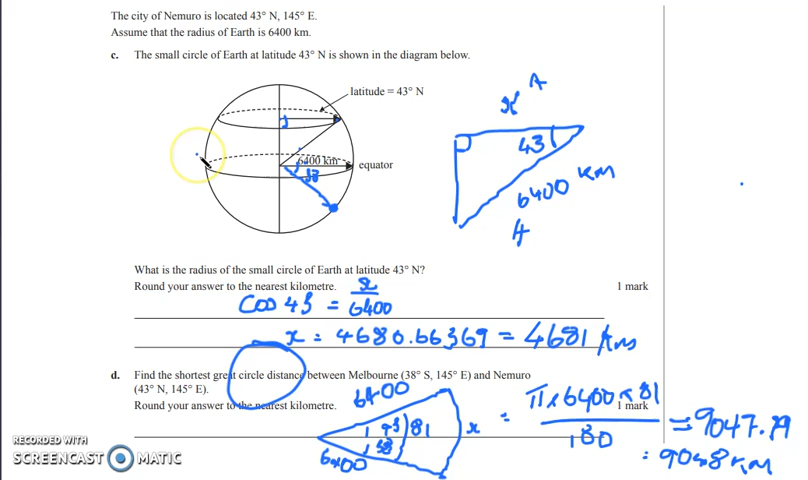 The city of Nemuro is located 43° N, 145° E.
Assume that the radius of Earth is 6400 km.
c. The small circle of Earth at latitude 43° N is shown in the diagram below.
latitude = 43° N
6400 km
equator
38
x A
43
6400 km
H
What is the radius of the small circle of Earth at latitude 43° N?
Round your answer to the nearest kilometre.
1 mark
Cos 43 = x/6400
x = 4680.66369 = 4681 kms
d. Find the shortest great circle distance between Melbourne (38° S, 145° E) and Nemuro
(43° N, 145° E).
Round your answer to the nearest kilometre.
1 mark
6400
43
38
81
x
6400
= π x 6400 x 81 / 180 = 9047.79
= 9048 km
RECORDED WITH
SCREENCAST MATIC